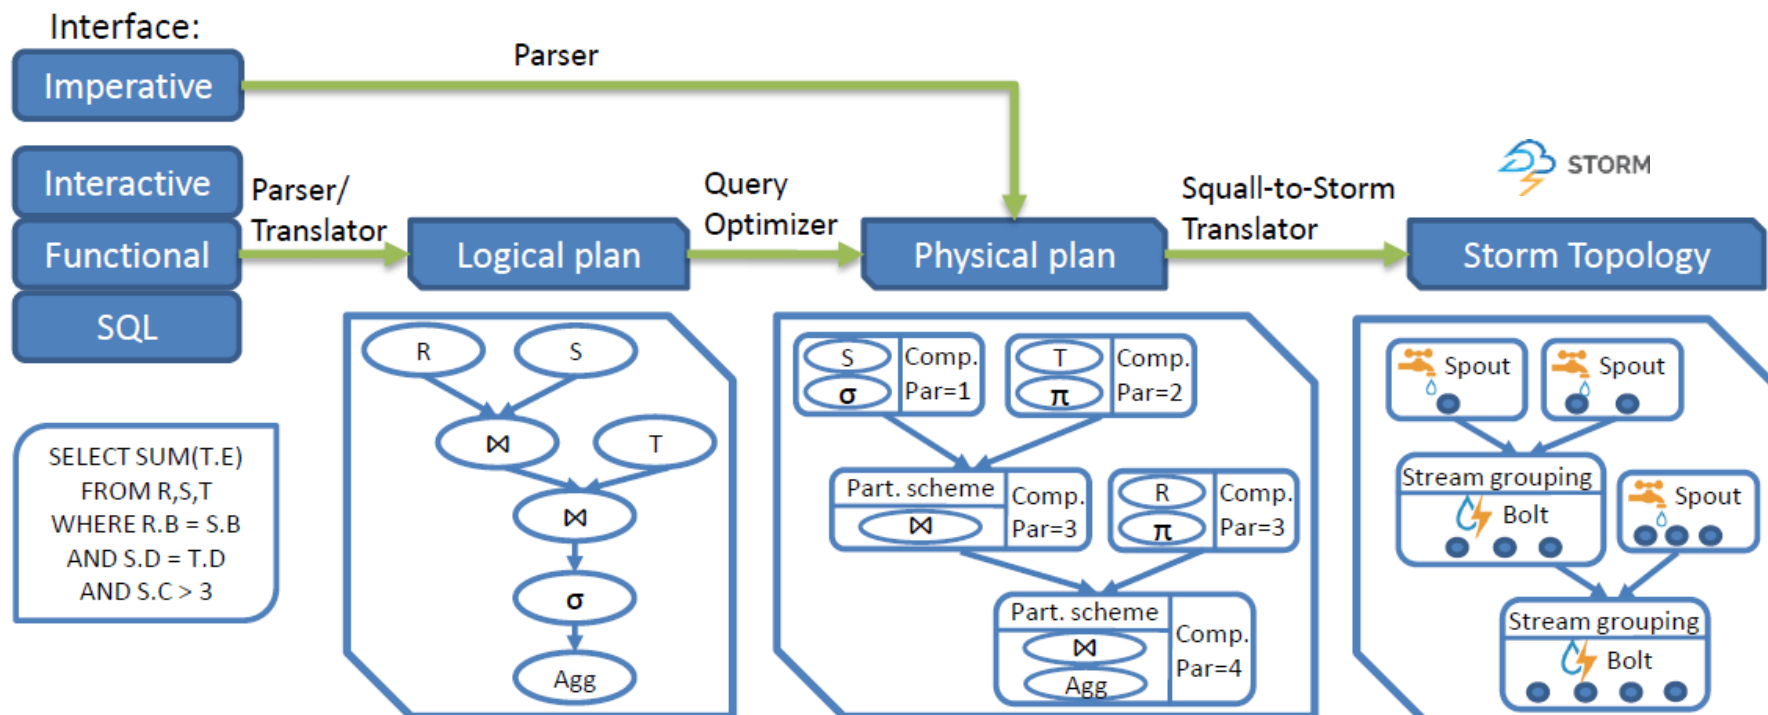 Interface:
Imperative
Parser
Interactive
Functional
SQL
Parser/
Translator
Logical plan
Query
Optimizer
Physical plan
Squall-to-Storm
Translator
STORM
Storm Topology
SELECT SUM(T.E)
FROM R,S,T
WHERE R.B = S.B
AND S.D = T.D
AND S.C > 3
R
S
⋈
T
⋈
σ
Agg
S
σ
Comp.
Par=1
T
π
Comp.
Par=2
Part. scheme
⋈
Comp.
Par=3
R
π
Comp.
Par=3
Part. scheme
⋈
Agg
Comp.
Par=4
Spout
Spout
Stream grouping
Bolt
Spout
Stream grouping
Bolt